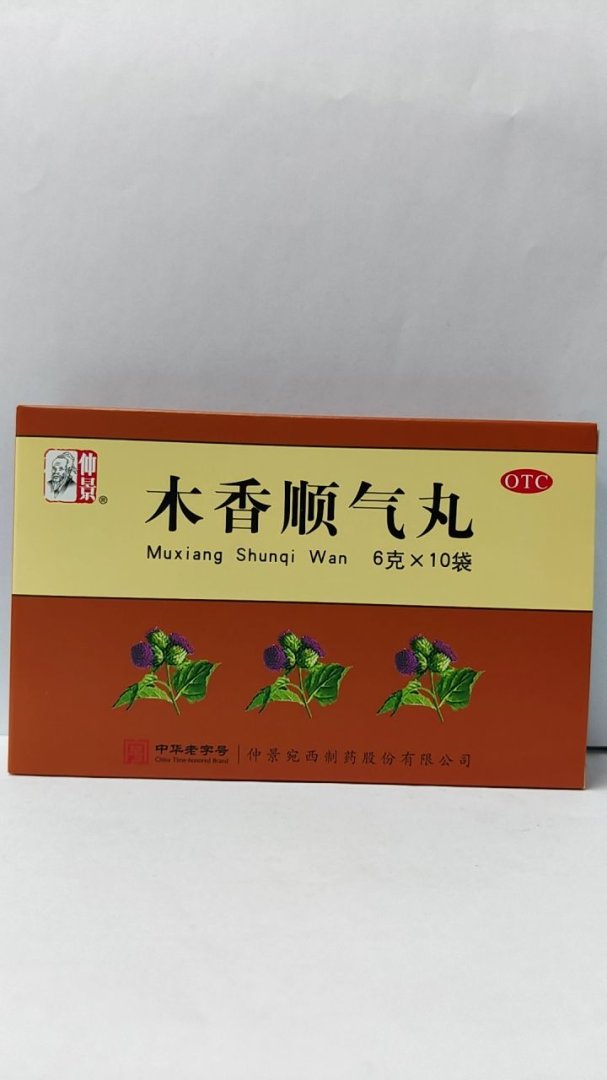 仲景®
木香顺气丸
OTC
Muxiang Shunqi Wan 6克×10袋
中华老字号
China Time-honored Brand
仲景宛西制药股份有限公司